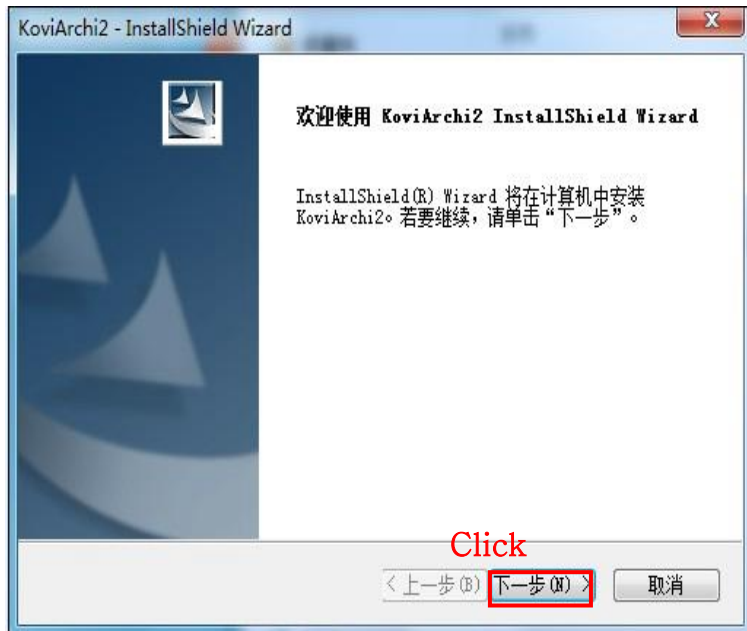 KoviArchi2 - InstallShield Wizard
欢迎使用 KoviArchi2 InstallShield Wizard
InstallShield(R) Wizard 将在计算机中安装
KoviArchi2。若要继续，请单击“下一步”。
Click
< 上一步(B)
下一步(N) >
取消